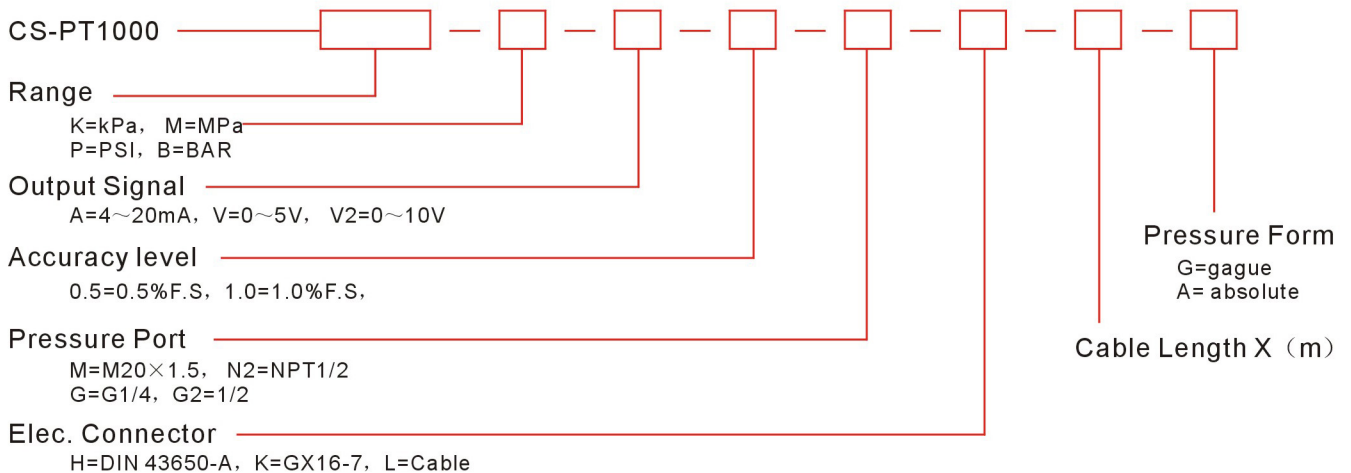 CS-PT1000
Range
K=kPa， M=MPa
P=PSI，B=BAR
Output Signal
A=4～20mA，V=0～5V， V2=0～10V
Accuracy level
0.5=0.5%F.S，1.0=1.0%F.S，
Pressure Port
M=M20×1.5， N2=NPT1/2
G=G1/4，G2=1/2
Elec. Connector
H=DIN 43650-A，K=GX16-7，L=Cable
Pressure Form
G=gague
A= absolute
Cable Length X（m）